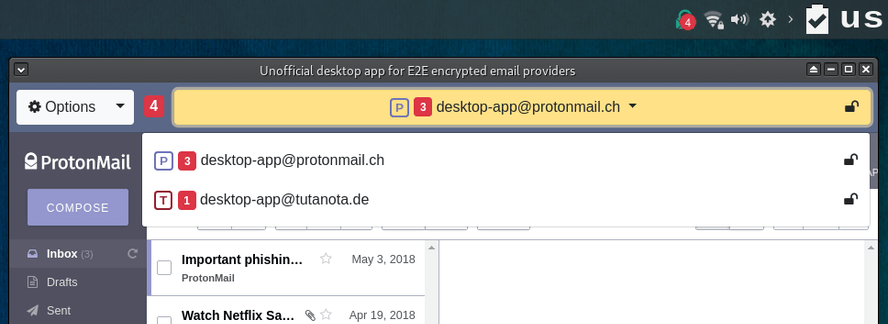 4
us
Unofficial desktop app for E2E encrypted email providers
Options
4
P 3 desktop-app@protonmail.ch
P 3 desktop-app@protonmail.ch
T 1 desktop-app@tutanota.de
ProtonMail
COMPOSE
Inbox (3)
Drafts
Sent
Important phishin... May 3, 2018
ProtonMail
Watch Netflix Sa... Apr 19, 2018